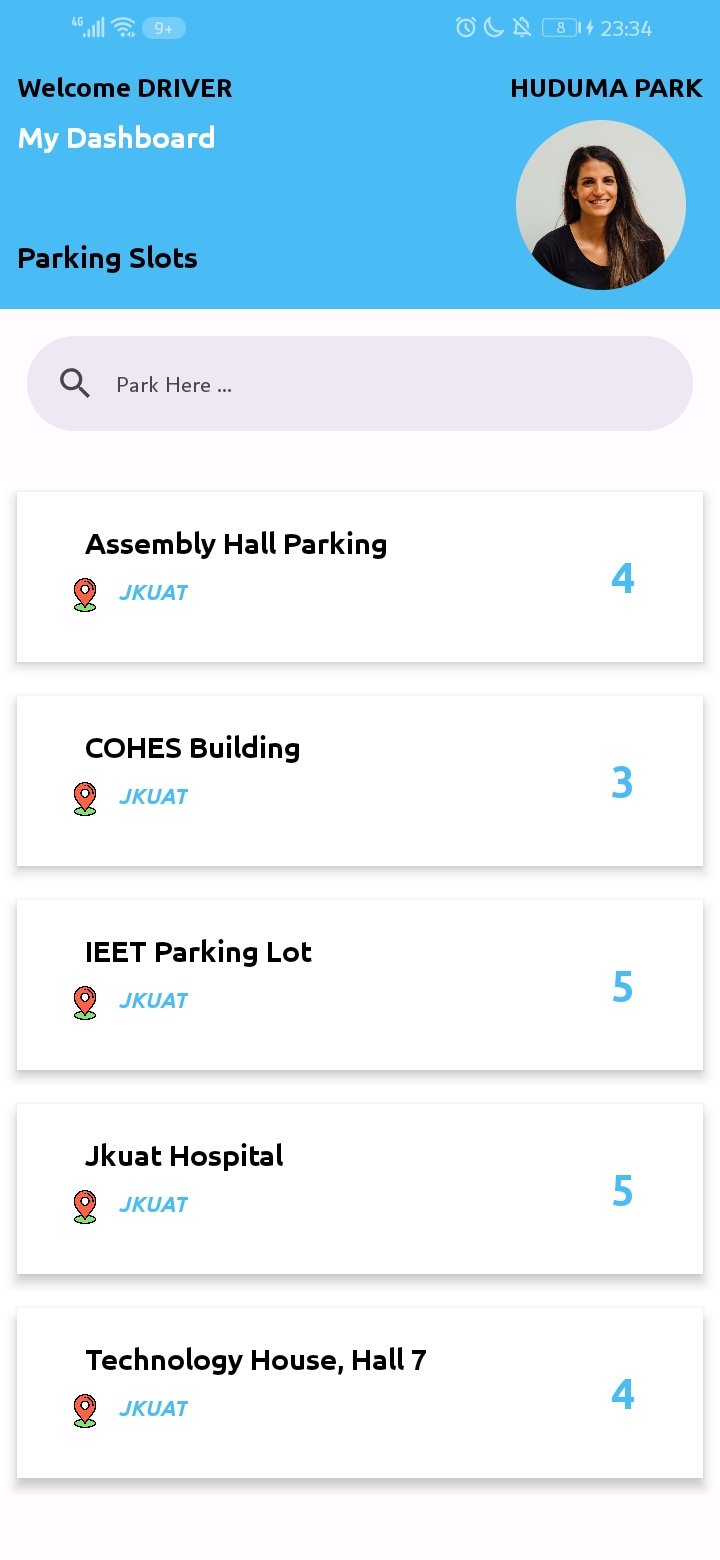 4G 9+ 8 23:34
Welcome DRIVER HUDUMA PARK
My Dashboard
Parking Slots
Park Here ...
Assembly Hall Parking
JKUAT
4
COHES Building
JKUAT
3
IEET Parking Lot
JKUAT
5
Jkuat Hospital
JKUAT
5
Technology House, Hall 7
JKUAT
4